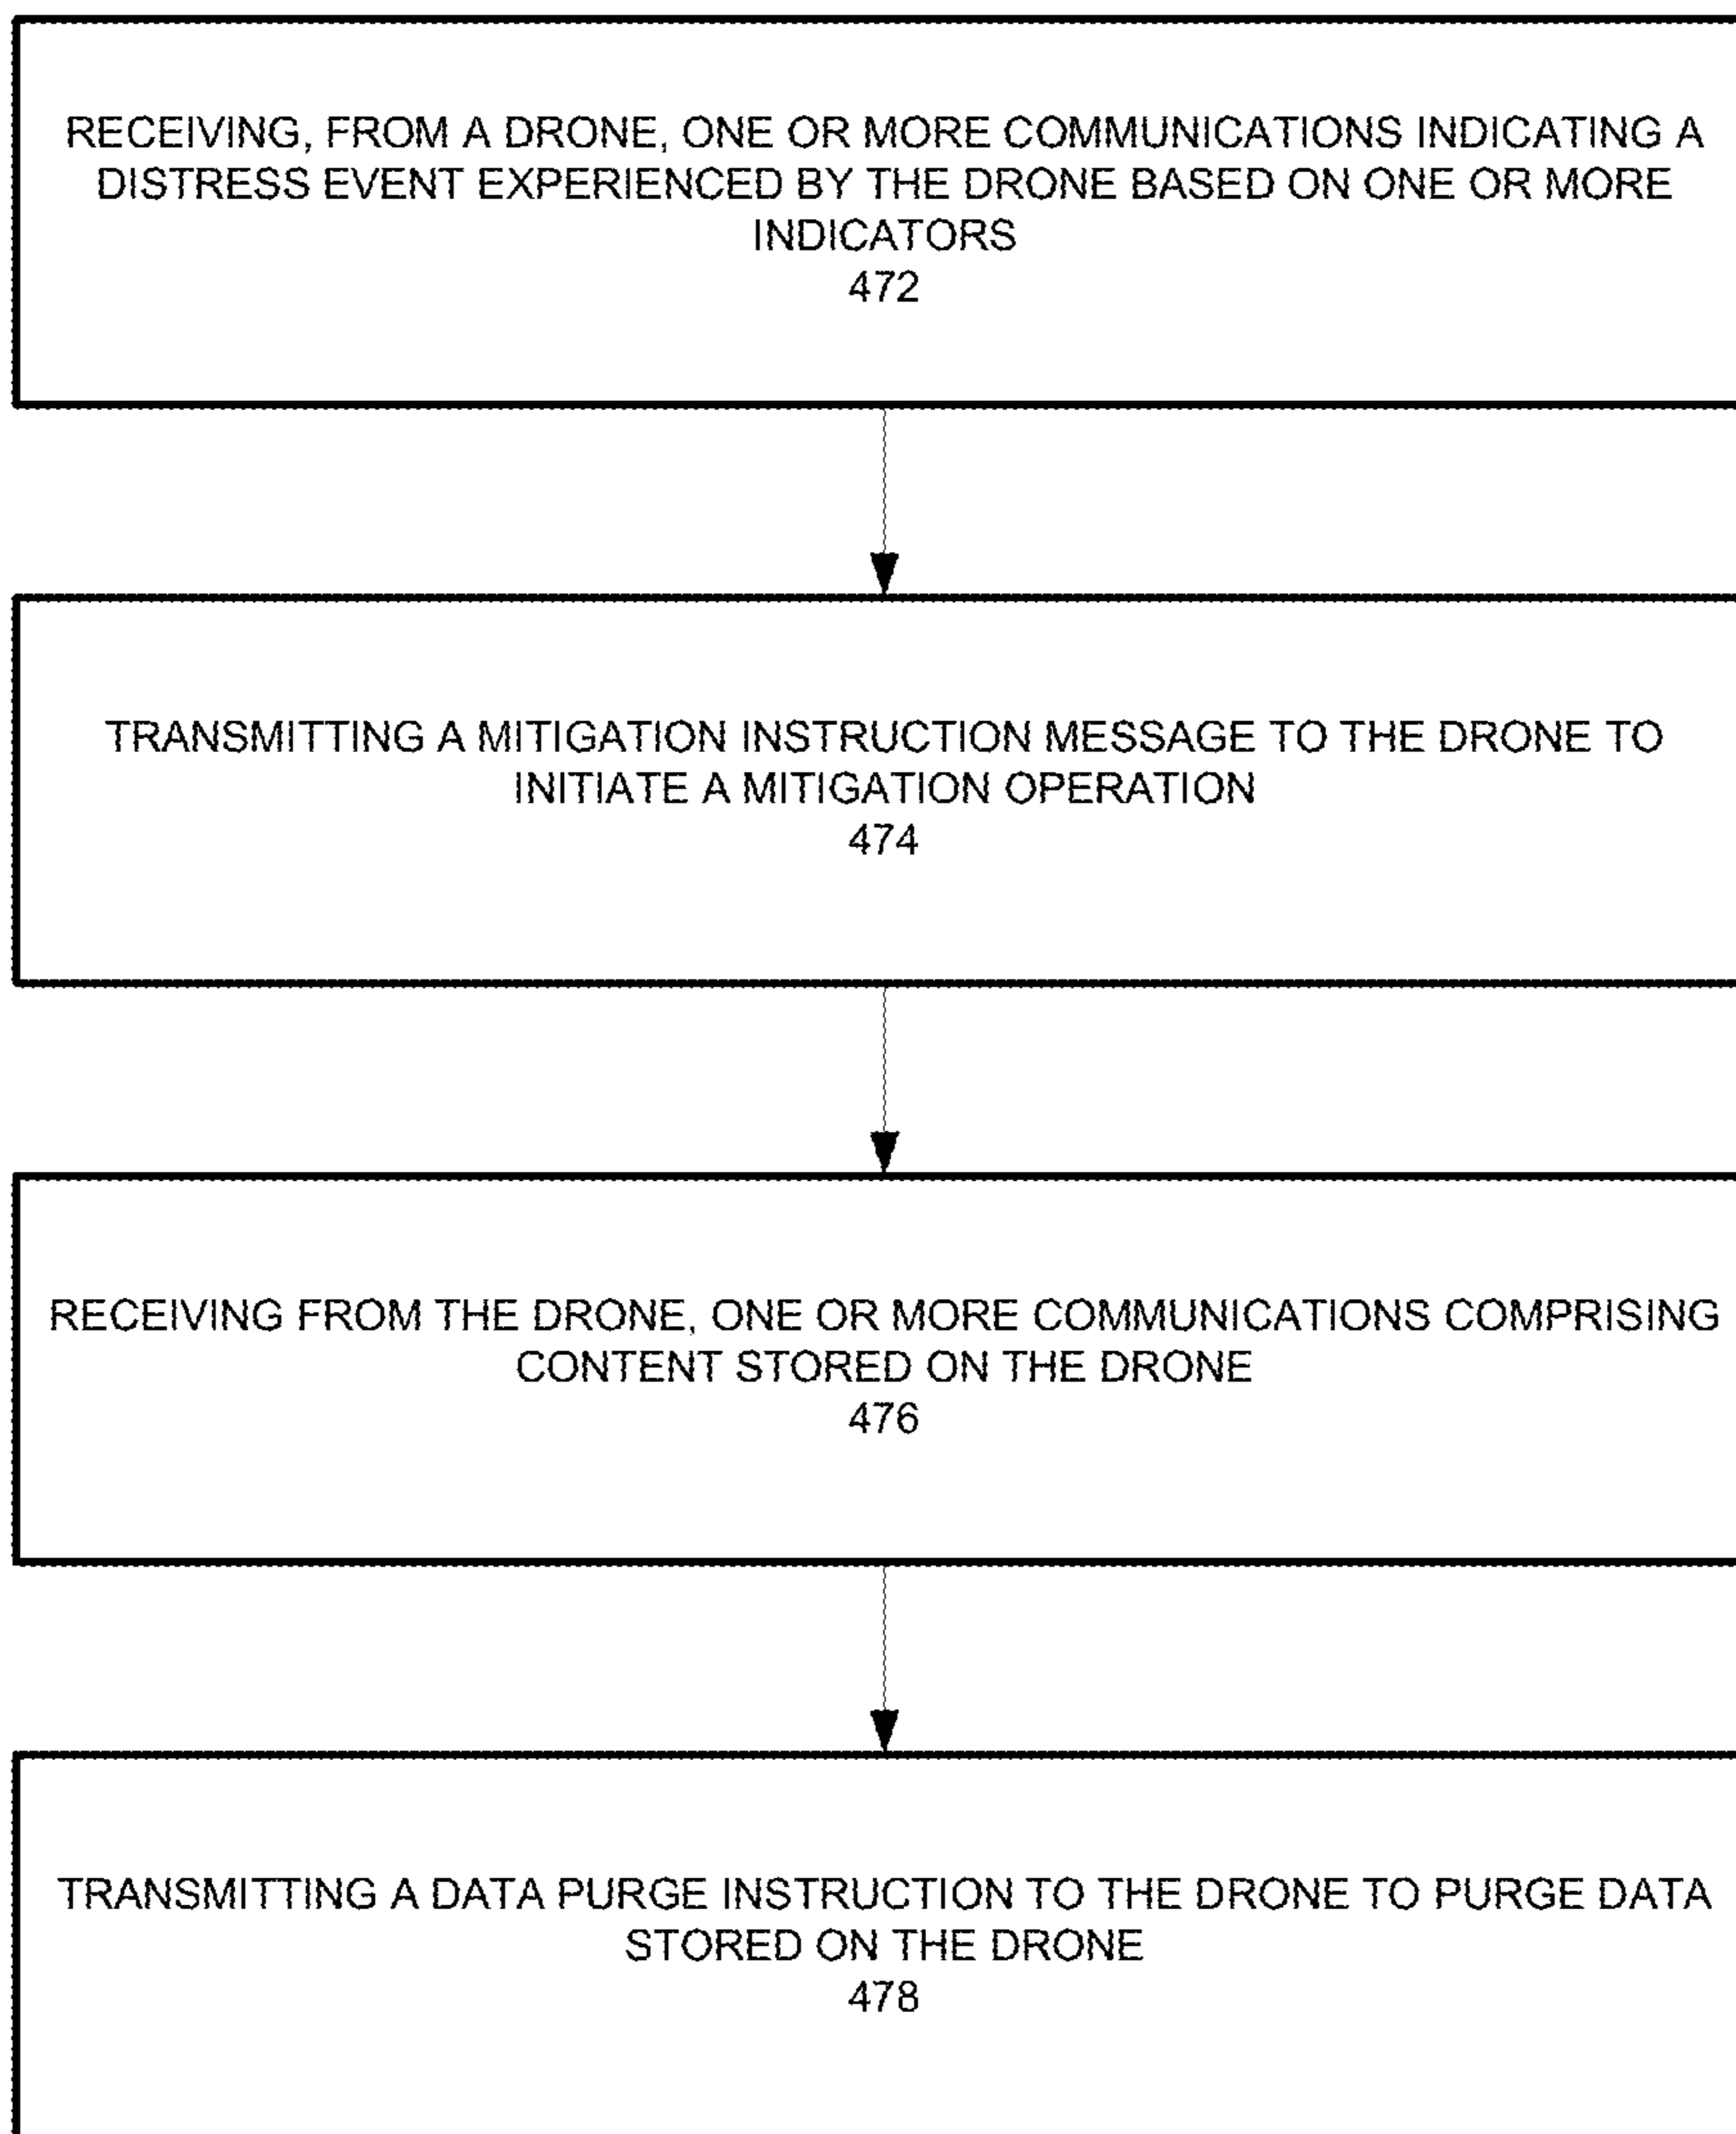 RECEIVING, FROM A DRONE, ONE OR MORE COMMUNICATIONS INDICATING A
DISTRESS EVENT EXPERIENCED BY THE DRONE BASED ON ONE OR MORE
INDICATORS
472
TRANSMITTING A MITIGATION INSTRUCTION MESSAGE TO THE DRONE TO
INITIATE A MITIGATION OPERATION
474
RECEIVING FROM THE DRONE, ONE OR MORE COMMUNICATIONS COMPRISING
CONTENT STORED ON THE DRONE
476
TRANSMITTING A DATA PURGE INSTRUCTION TO THE DRONE TO PURGE DATA
STORED ON THE DRONE
478